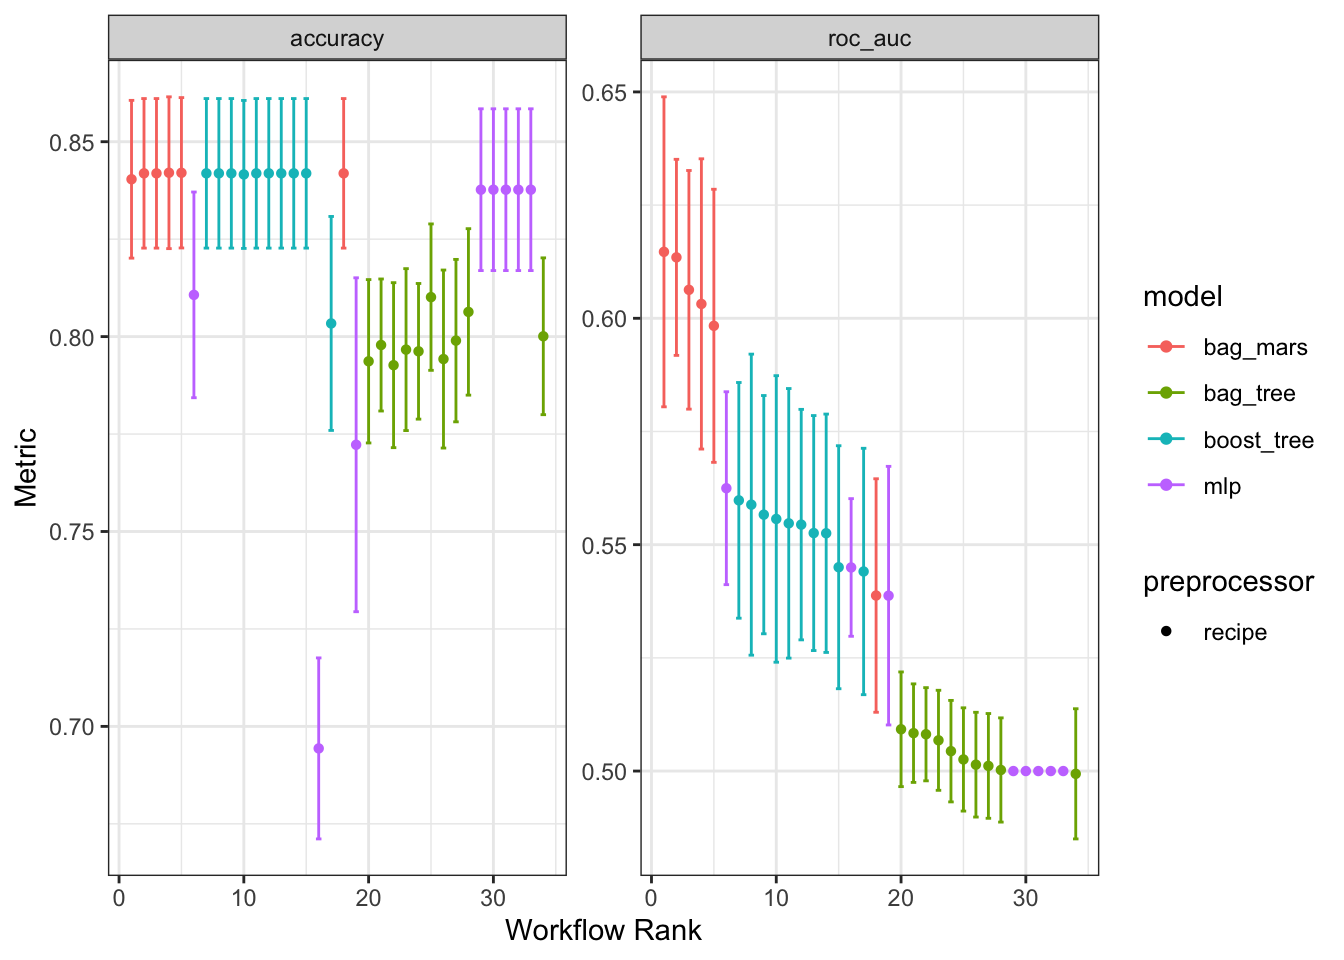 accuracy
roc_auc
Metric
0.85
0.80
0.75
0.70
0.65
0.60
0.55
0.50
0
10
20
30
0
10
20
30
Workflow Rank
model
bag_mars
bag_tree
boost_tree
mlp
preprocessor
recipe